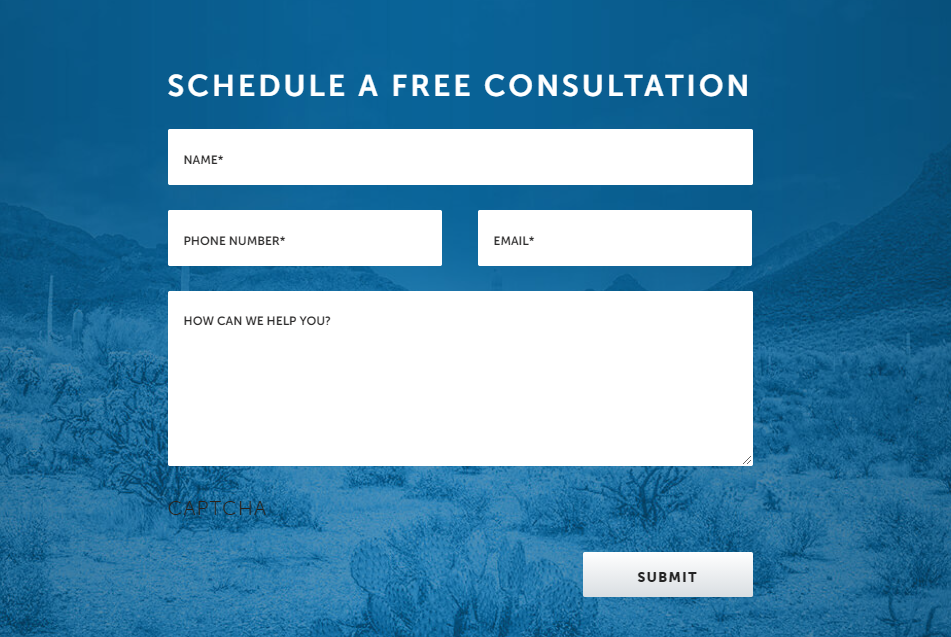 SCHEDULE A FREE CONSULTATION
NAME*
PHONE NUMBER* EMAIL*
HOW CAN WE HELP YOU?
CAPTCHA
SUBMIT